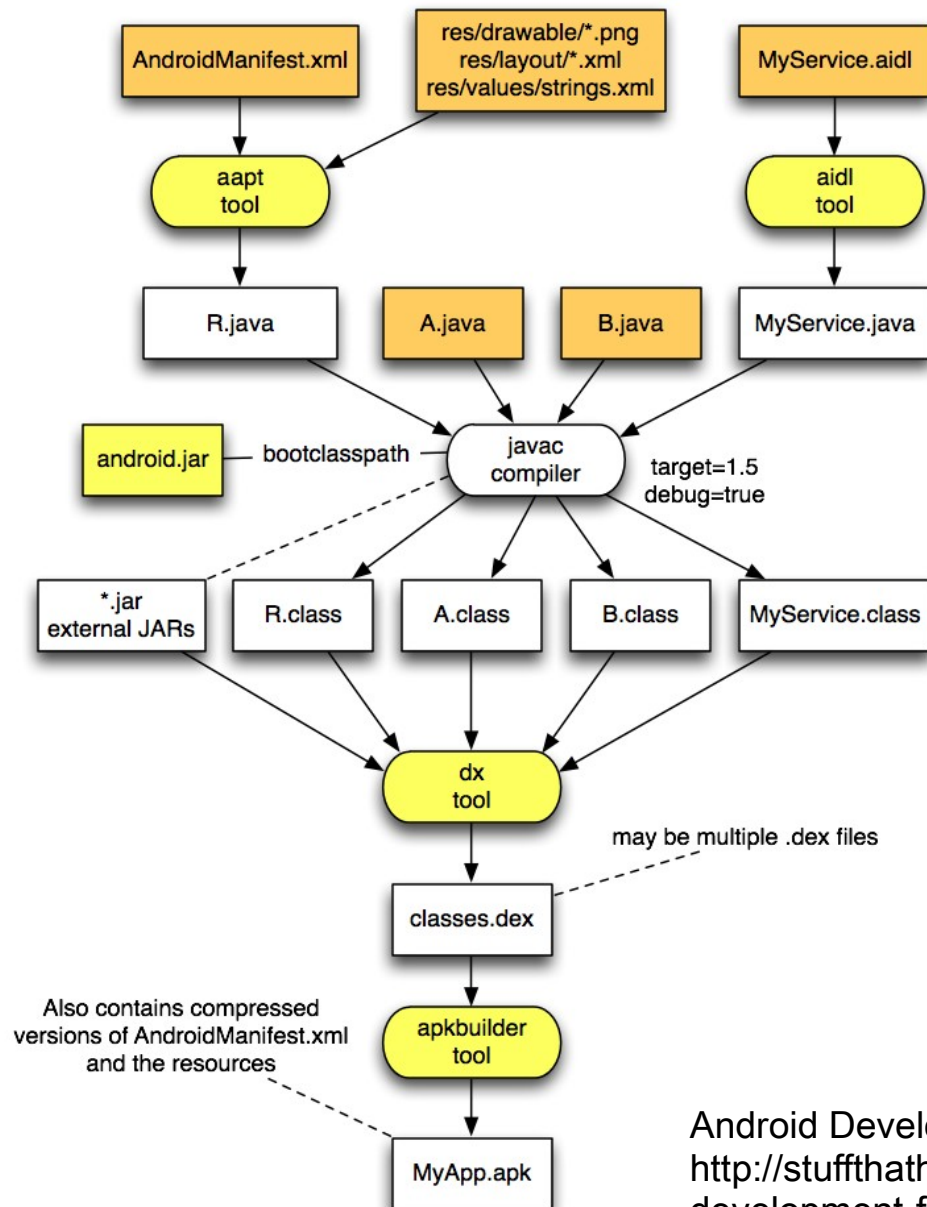 AndroidManifest.xml
res/drawable/*.png
res/layout/*.xml
res/values/strings.xml
MyService.aidl
aapt
tool
aidl
tool
R.java
A.java
B.java
MyService.java
android.jar
bootclasspath
javac
compiler
target=1.5
debug=true
*.jar
external JARs
R.class
A.class
B.class
MyService.class
dx
tool
may be multiple .dex files
classes.dex
Also contains compressed
versions of AndroidManifest.xml
and the resources
apkbuilder
tool
MyApp.apk
Android
http://stuffthath